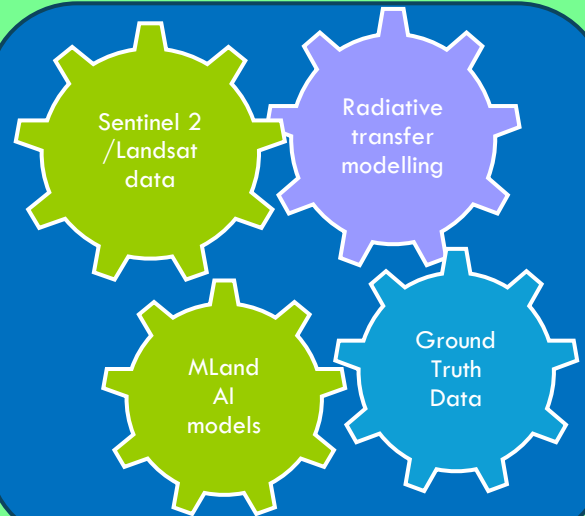 Sentinel 2
/Landsat
data
Radiative
transfer
modelling
MLand
AI
models
Ground
Truth
Data